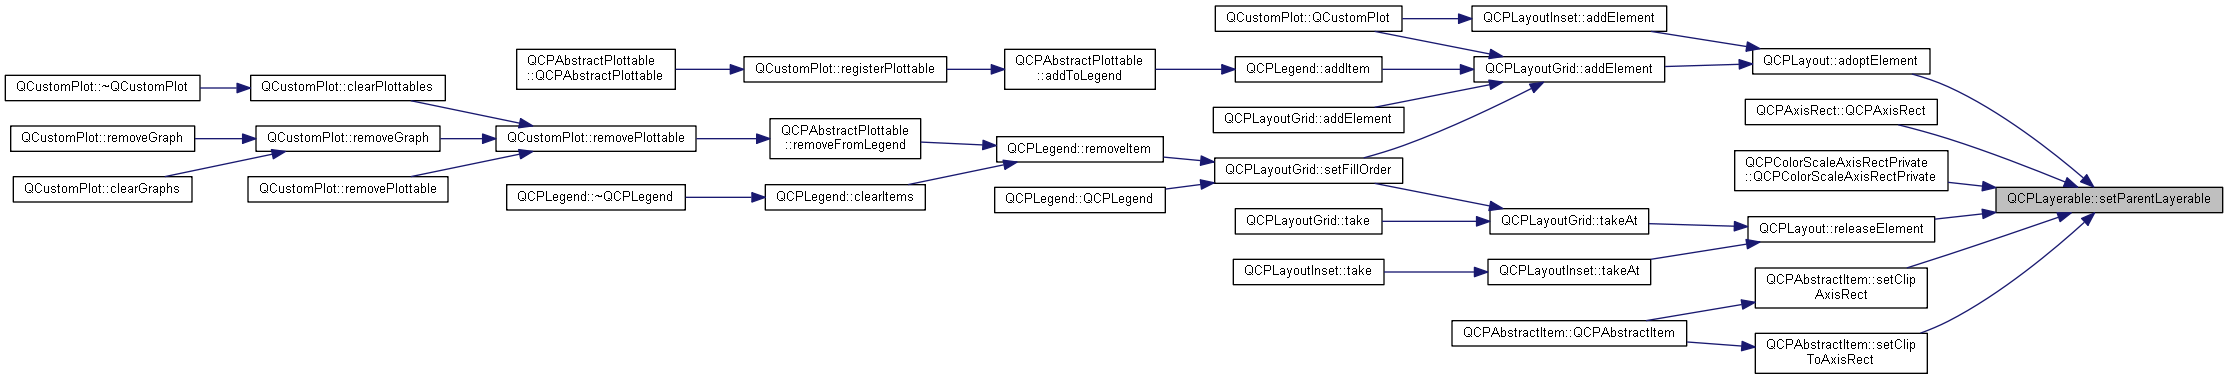 QCustomPlot::~QCustomPlot
QCustomPlot::removeGraph
QCustomPlot::clearGraphs
QCustomPlot::clearPlottables
QCustomPlot::removeGraph
QCustomPlot::removePlottable
QCPAbstractPlottable
::QCPAbstractPlottable
QCustomPlot::removePlottable
QCPLegend::~QCPLegend
QCustomPlot::registerPlottable
QCPAbstractPlottable
::removeFromLegend
QCPLegend::clearItems
QCPAbstractPlottable
::addToLegend
QCPLegend::removeItem
QCPLegend::QCPLegend
QCustomPlot::QCustomPlot
QCPLegend::addItem
QCPLayoutGrid::addElement
QCPLayoutGrid::setFillOrder
QCPLayoutGrid::take
QCPLayoutInset::take
QCPLayoutInset::addElement
QCPLayoutGrid::addElement
QCPLayoutGrid::takeAt
QCPLayoutInset::takeAt
QCPAbstractItem::QCPAbstractItem
QCPLayout::adoptElement
QCPAxisRect::QCPAxisRect
QCPColorScaleAxisRectPrivate
::QCPColorScaleAxisRectPrivate
QCPLayout::releaseElement
QCPAbstractItem::setClip
AxisRect
QCPAbstractItem::setClip
ToAxisRect
QCPLayerable::setParentLayerable